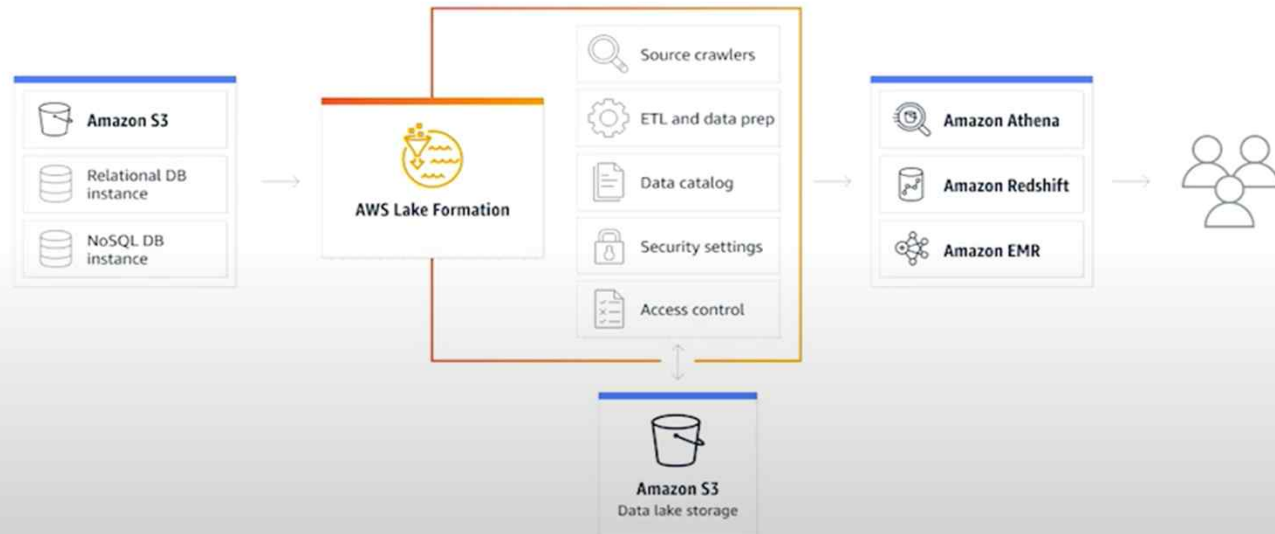 Amazon S3
Relational DB
instance
NoSQL DB
instance
AWS Lake Formation
Source crawlers
ETL and data prep
Data catalog
Security settings
Access control
Amazon Athena
Amazon Redshift
Amazon EMR
Amazon S3
Data lake storage